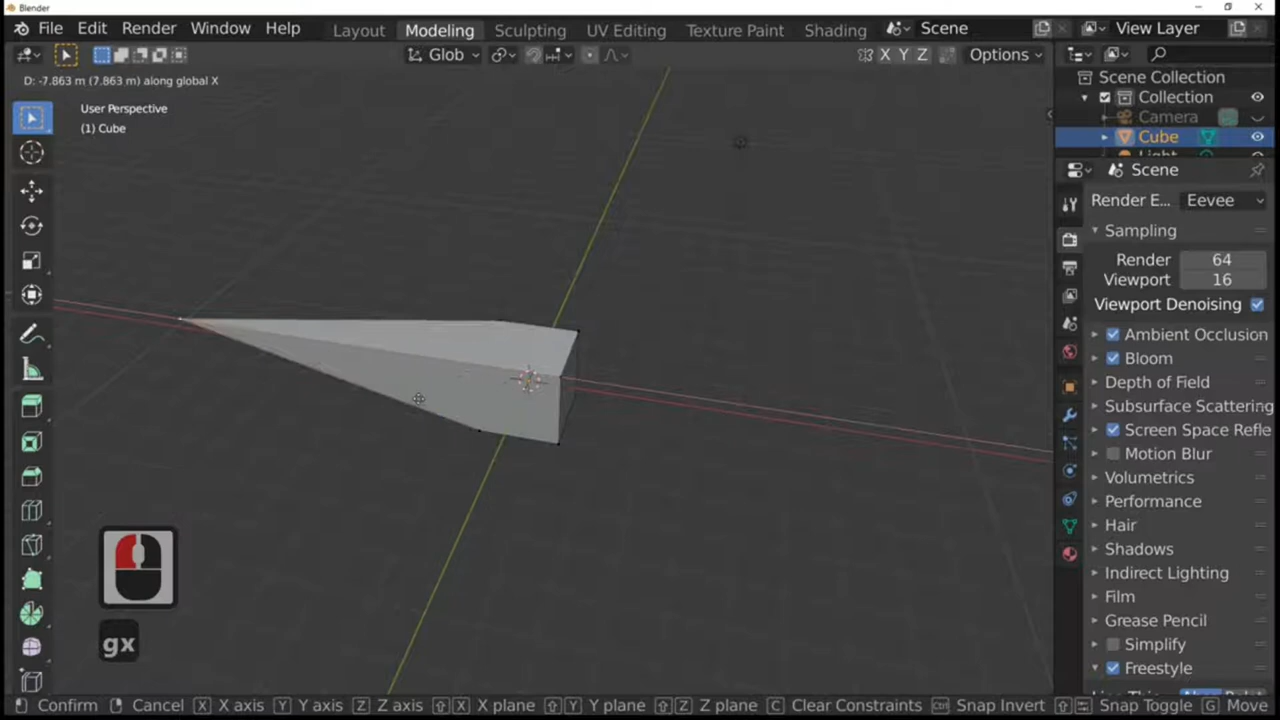 Blender
File Edit Render Window Help Layout Modeling Sculpting UV Editing Texture Paint Shading Scene View Layer
Glob X Y Z Options
D: -7.863 m (7.863 m) along global X
User Perspective
(1) Cube
Scene Collection
Collection
Camera
Cube
Light
Scene
Render E... Eevee
Sampling
Render 64
Viewport 16
Viewport Denoising
Ambient Occlusion
Bloom
Depth of Field
Subsurface Scattering
Screen Space Refle
Motion Blur
Volumetrics
Performance
Hair
Shadows
Indirect Lighting
Film
Grease Pencil
Simplify
Freestyle
gx
Confirm Cancel X X axis Y Y axis Z Z axis X X plane Y Y plane Z Z plane C Clear Constraints Ctrl Snap Invert Snap Toggle G Move